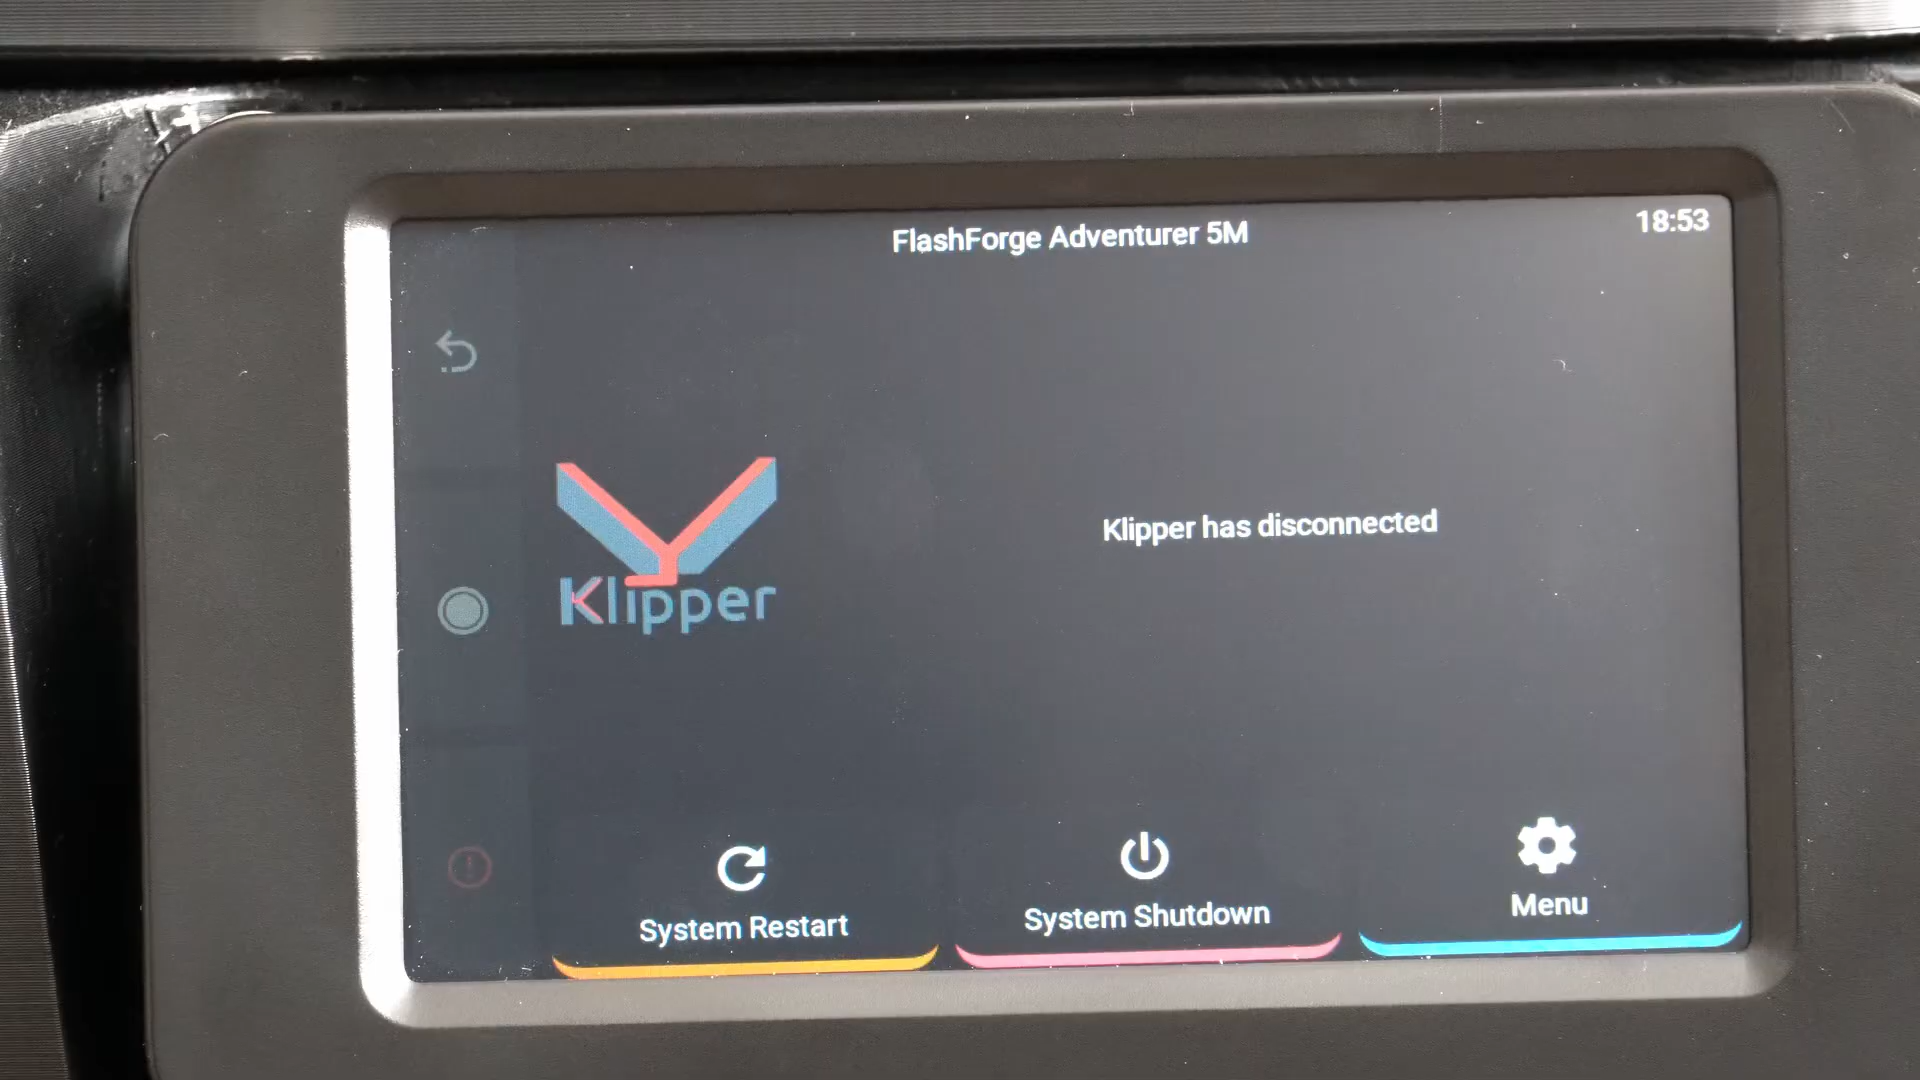 FlashForge Adventurer 5M
18:53
Klipper
Klipper has disconnected
System Restart
System Shutdown
Menu